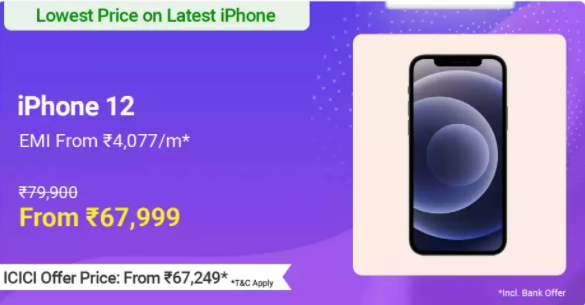 Lowest Price on Latest iPhone
iPhone 12
EMI From ₹4,077/m*
₹79,900
From ₹67,999
ICICI Offer Price: From ₹67,249* *T&C Apply
*Incl. Bank Offer